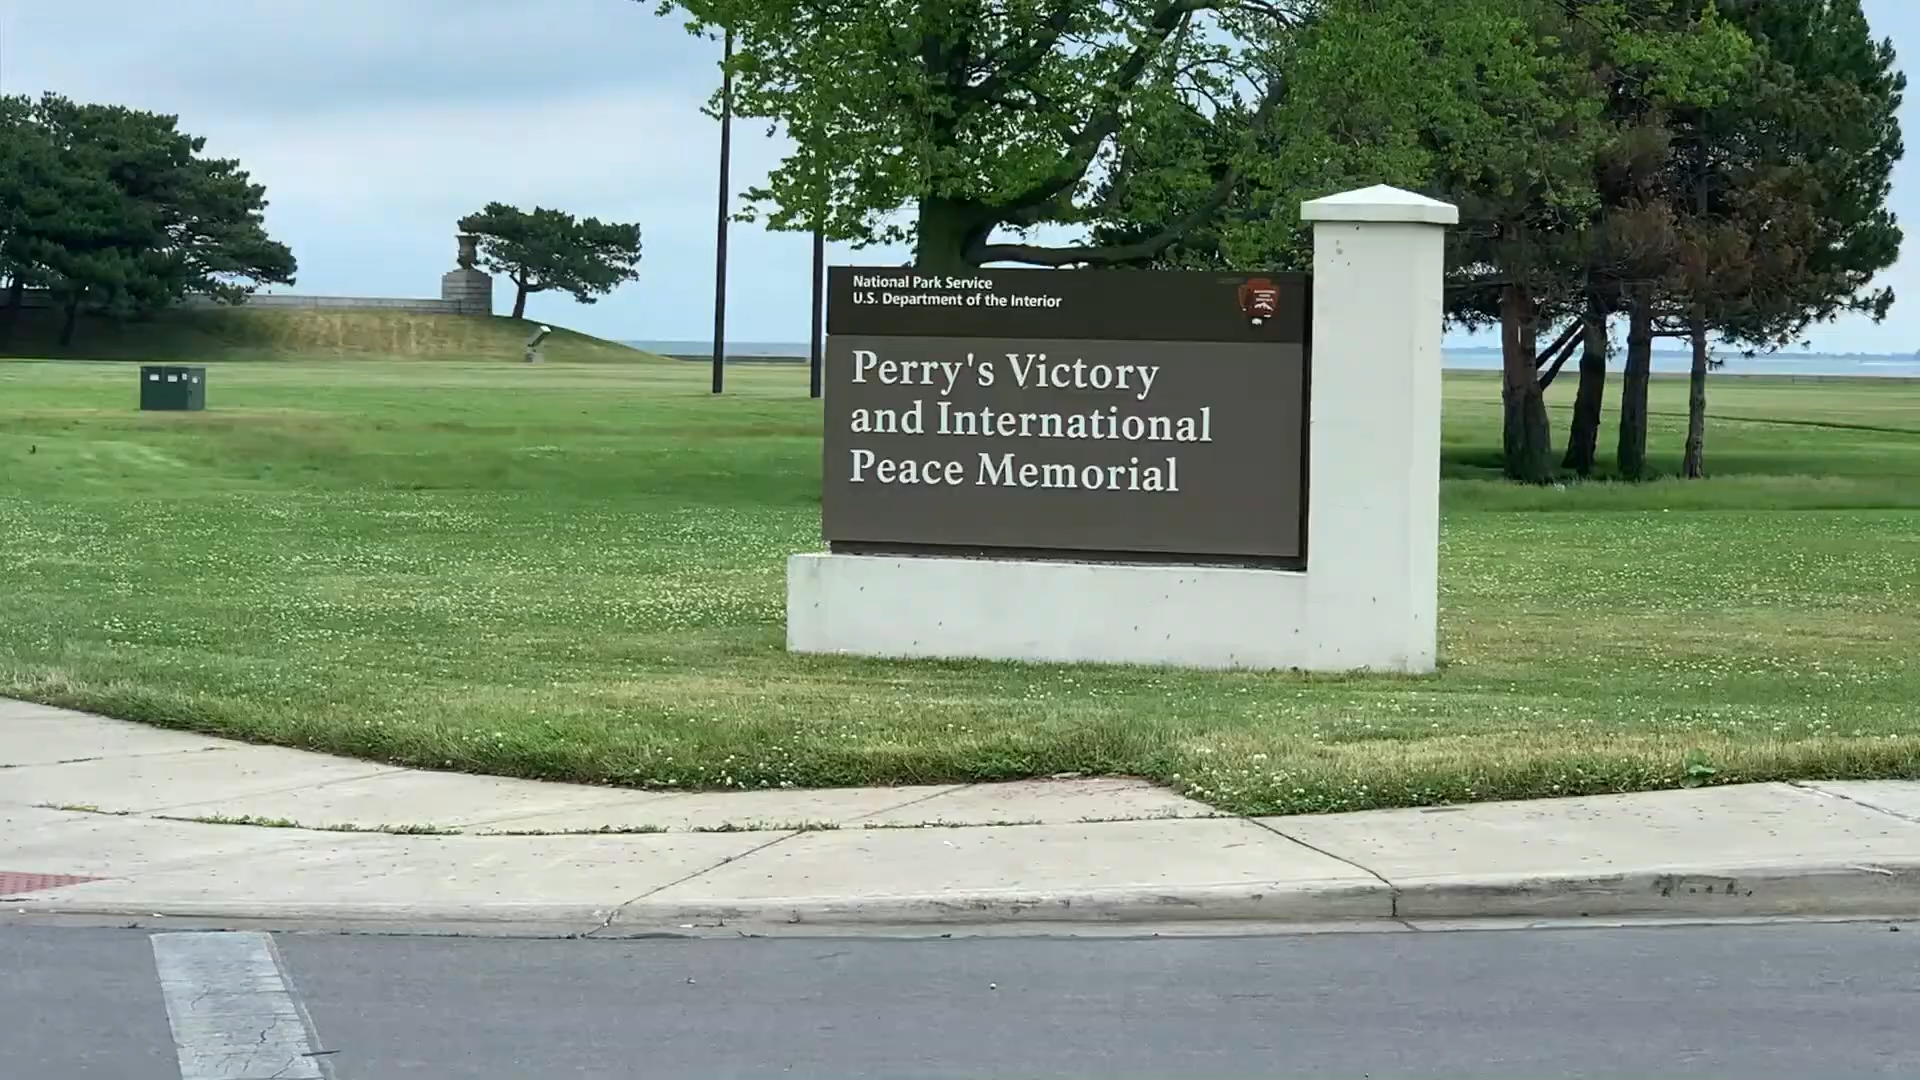 National Park Service
U.S. Department of the Interior
Perry's Victory
and International
Peace Memorial